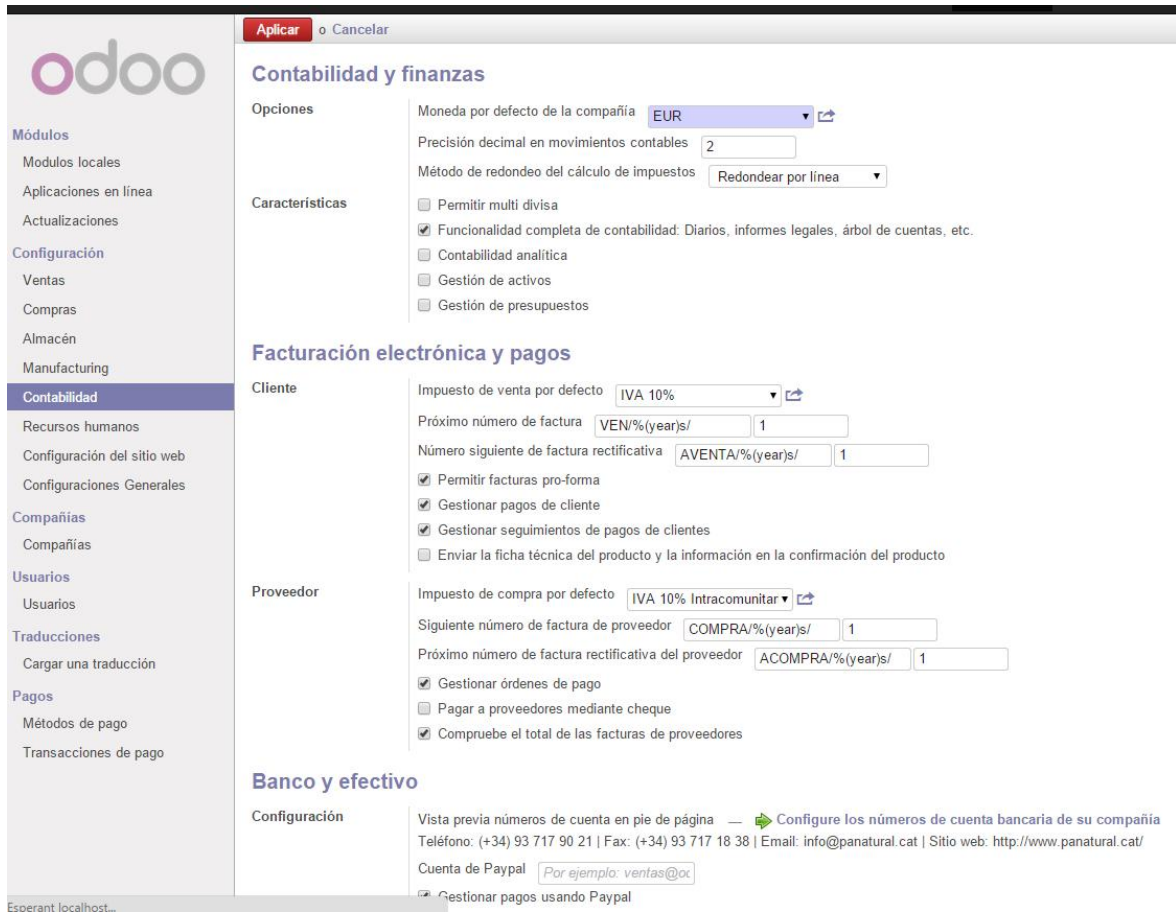 Aplicar o Cancelar
odoo
Módulos
Modulos locales
Aplicaciones en línea
Actualizaciones
Configuración
Ventas
Compras
Almacén
Manufacturing
Contabilidad
Recursos humanos
Configuración del sitio web
Configuraciones Generales
Compañías
Compañías
Usuarios
Usuarios
Traducciones
Cargar una traducción
Pagos
Métodos de pago
Transacciones de pago
Contabilidad y finanzas
Opciones
Moneda por defecto de la compañía EUR
Precisión decimal en movimientos contables 2
Método de redondeo del cálculo de impuestos Redondear por línea
Características
Permitir multi divisa
Funcionalidad completa de contabilidad: Diarios, informes legales, árbol de cuentas, etc.
Contabilidad analítica
Gestión de activos
Gestión de presupuestos
Facturación electrónica y pagos
Cliente
Impuesto de venta por defecto IVA 10%
Próximo número de factura VEN/%(year)s/ 1
Número siguiente de factura rectificativa AVENTA/%(year)s/ 1
Permitir facturas pro-forma
Gestionar pagos de cliente
Gestionar seguimientos de pagos de clientes
Enviar la ficha técnica del producto y la información en la confirmación del producto
Proveedor
Impuesto de compra por defecto IVA 10% Intracomunitar
Siguiente número de factura de proveedor COMPRA/%(year)s/ 1
Próximo número de factura rectificativa del proveedor ACOMPRA/%(year)s/ 1
Gestionar órdenes de pago
Pagar a proveedores mediante cheque
Compruebe el total de las facturas de proveedores
Banco y efectivo
Configuración
Vista previa números de cuenta en pie de página — Configure los números de cuenta bancaria de su compañía
Teléfono: (+34) 93 717 90 21 | Fax: (+34) 93 717 18 38 | Email: info@panatural.cat | Sitio web: http://www.panatural.cat/
Cuenta de Paypal Por ejemplo: ventas@oc
Gestionar pagos usando Paypal
Esperant localhost...